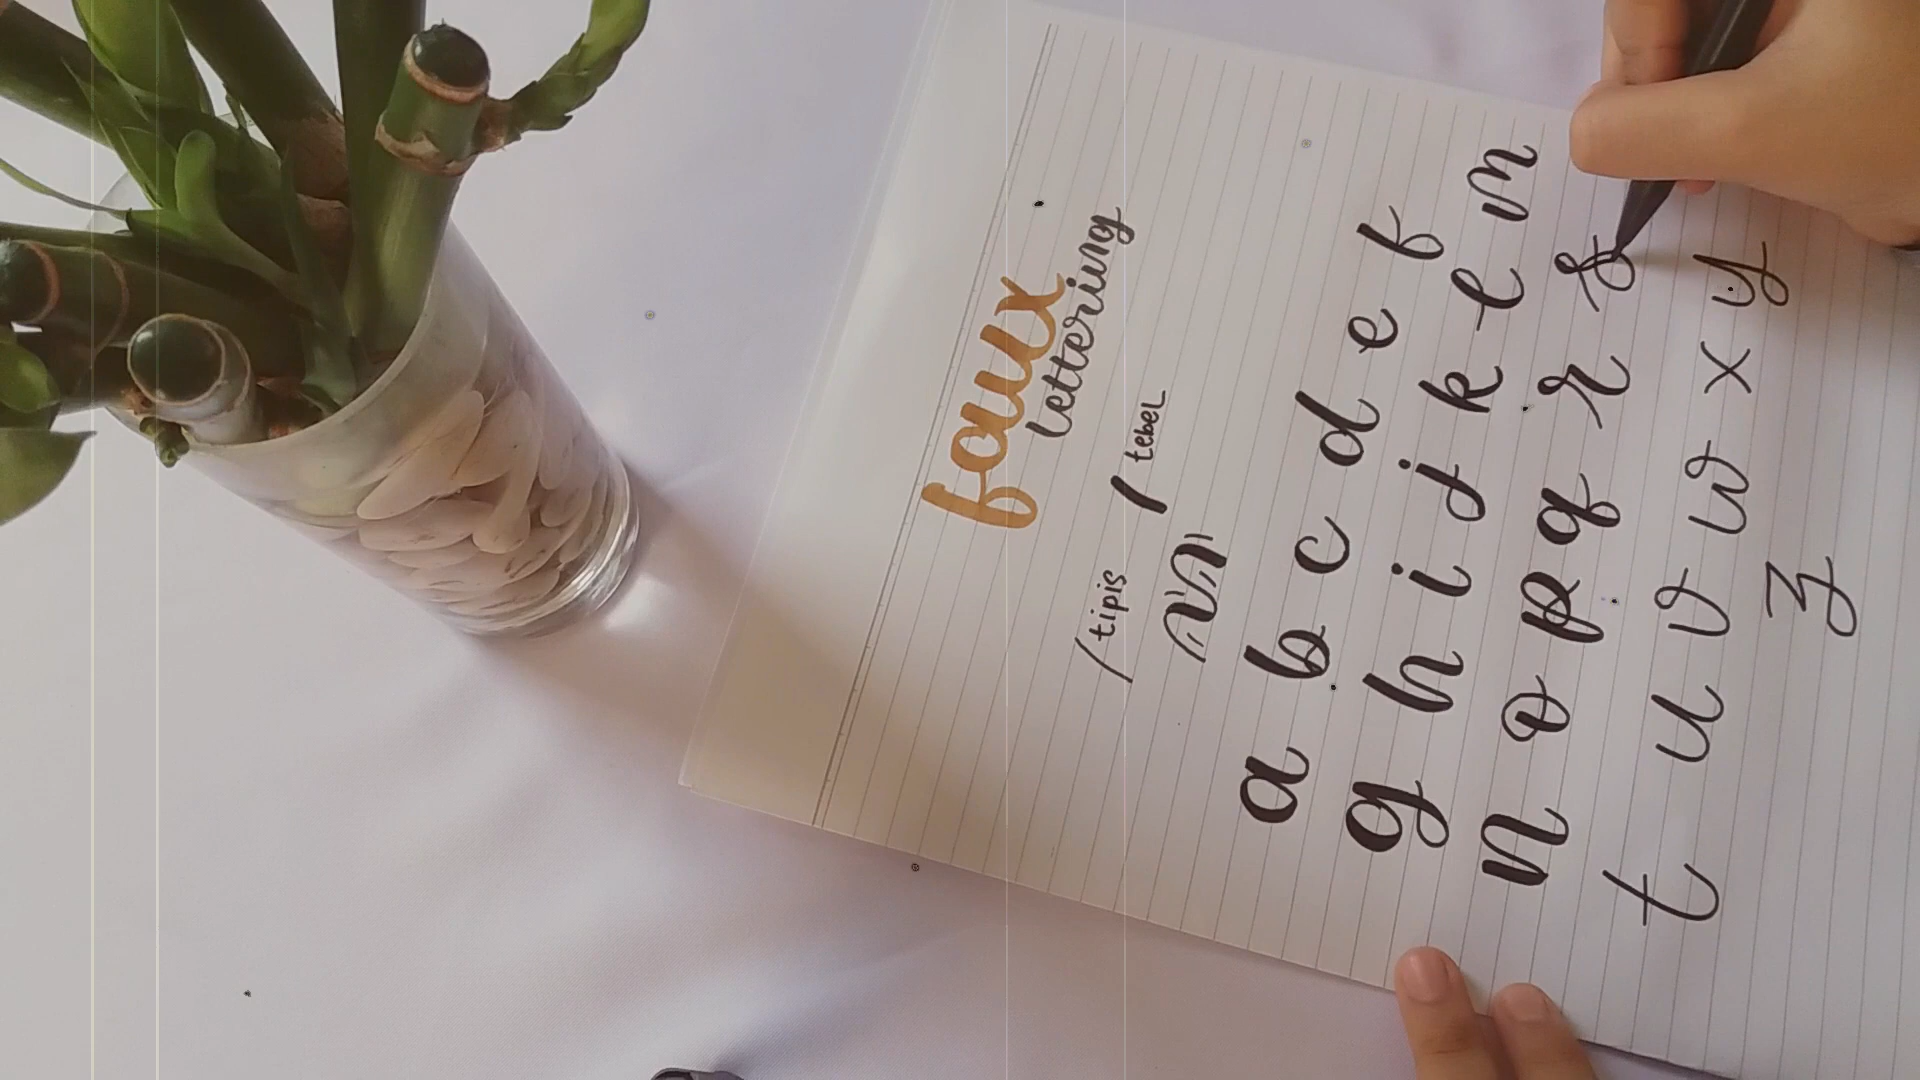 faux
lettering
/ tipis / tebel
a b c d e f
g h i j k l m
n o p q r s
t u v w x y
z